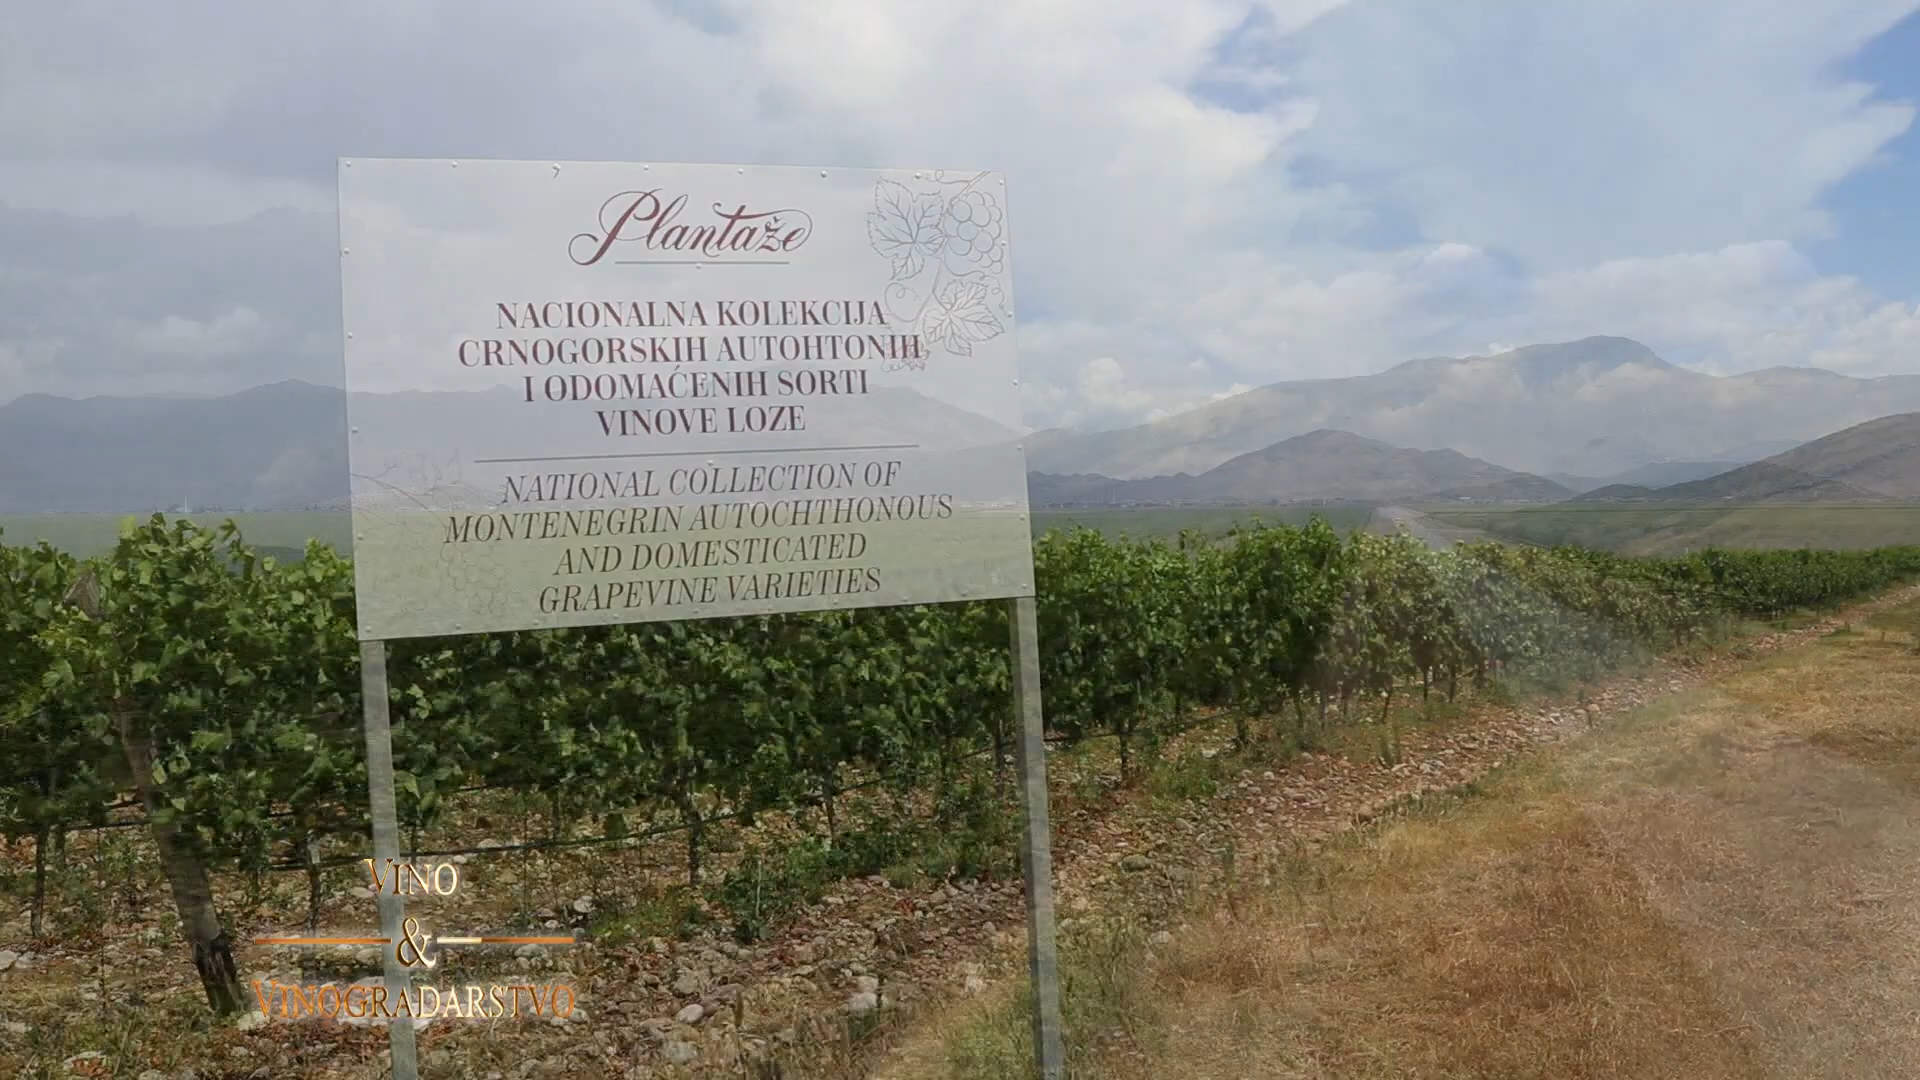 Plantaže
NACIONALNA KOLEKCIJA
CRNOGORSKIH AUTOHTONIH
I ODOMAĆENIH SORTI
VINOVE LOZE
NATIONAL COLLECTION OF
MONTENEGRIN AUTOCHTHONOUS
AND DOMESTICATED
GRAPEVINE VARIETIES
VINO
&
VINOGRADARSTVO